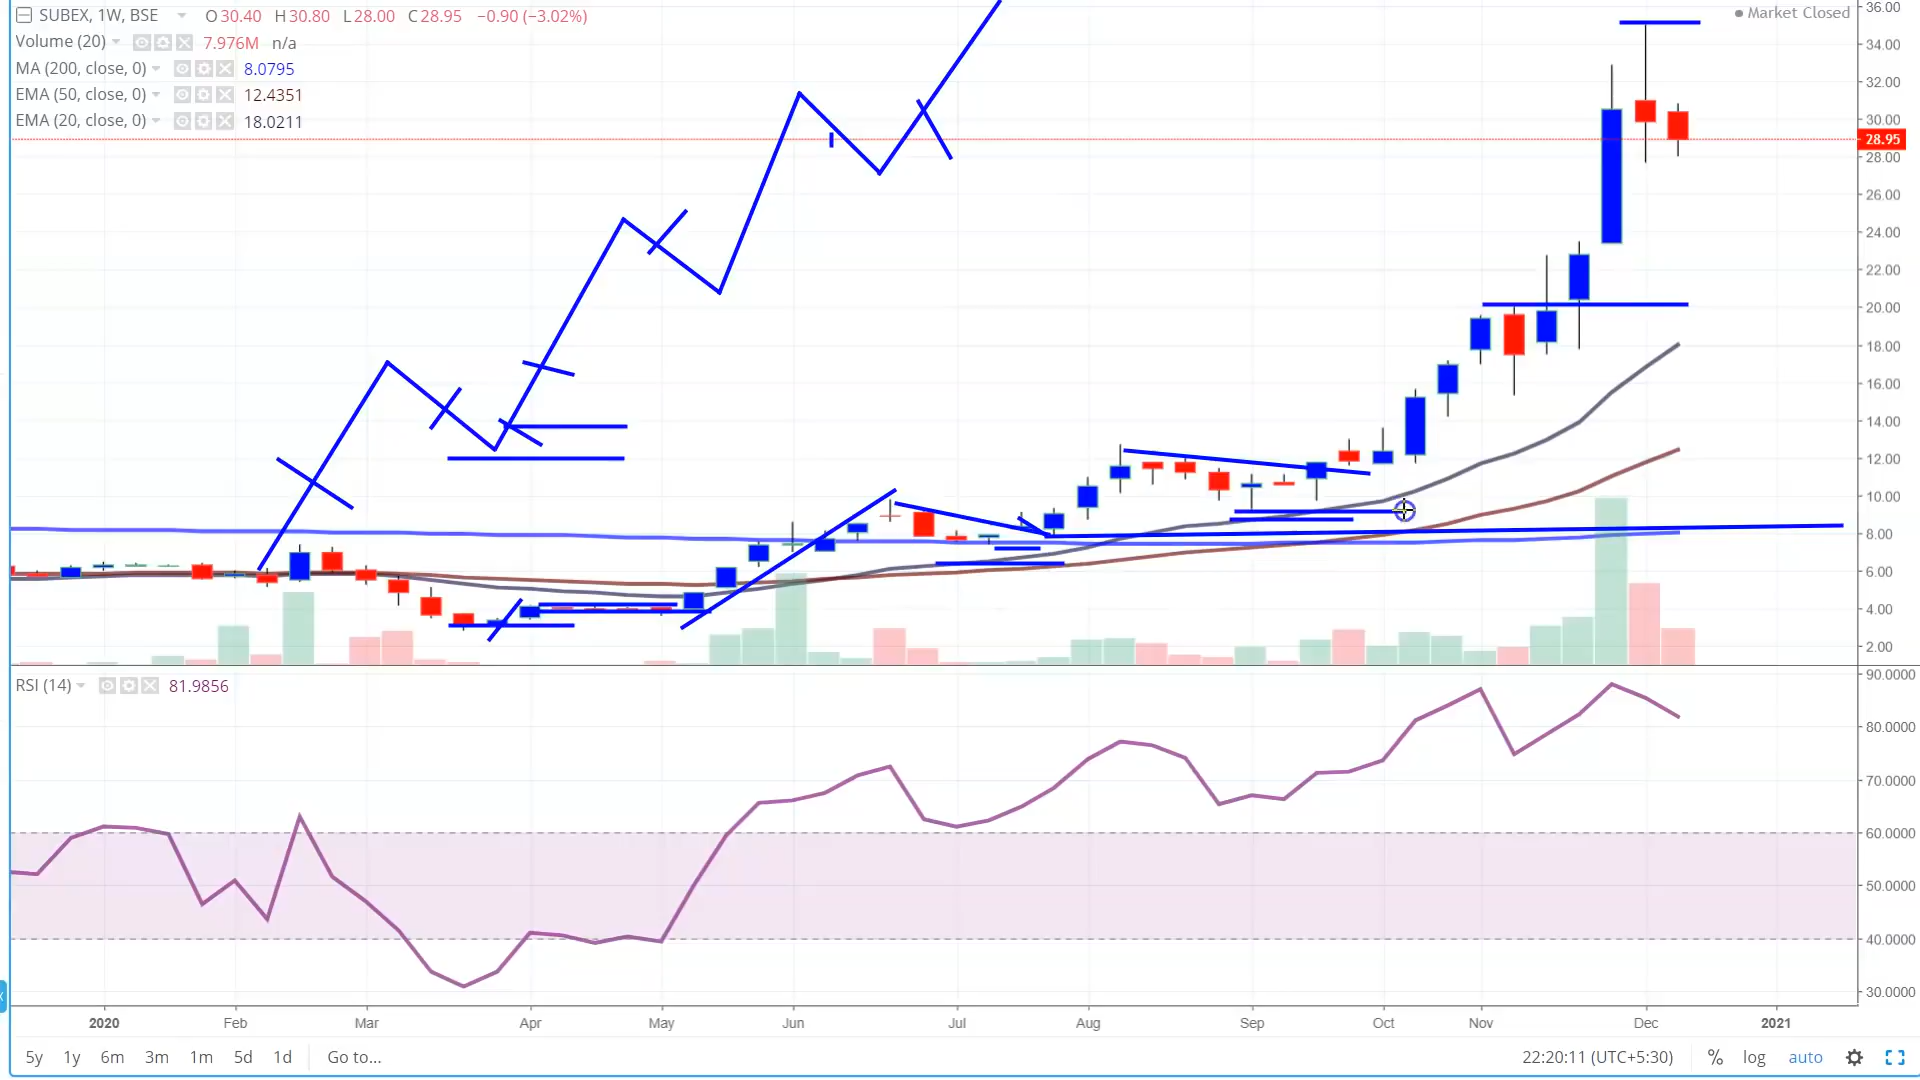 SUBEX, 1W, BSE O30.40 H30.80 L28.00 C28.95 −0.90 (−3.02%)
Market Closed
Volume (20) 7.976M n/a
MA (200, close, 0) 8.0795
EMA (50, close, 0) 12.4351
EMA (20, close, 0) 18.0211
36.00
34.00
32.00
30.00
28.95
28.00
26.00
24.00
22.00
20.00
18.00
16.00
14.00
12.00
10.00
8.00
6.00
4.00
2.00
RSI (14) 81.9856
90.0000
80.0000
70.0000
60.0000
50.0000
40.0000
30.0000
2020 Feb Mar Apr May Jun Jul Aug Sep Oct Nov Dec 2021
5y 1y 6m 3m 1m 5d 1d Go to... 22:20:11 (UTC+5:30) % log auto